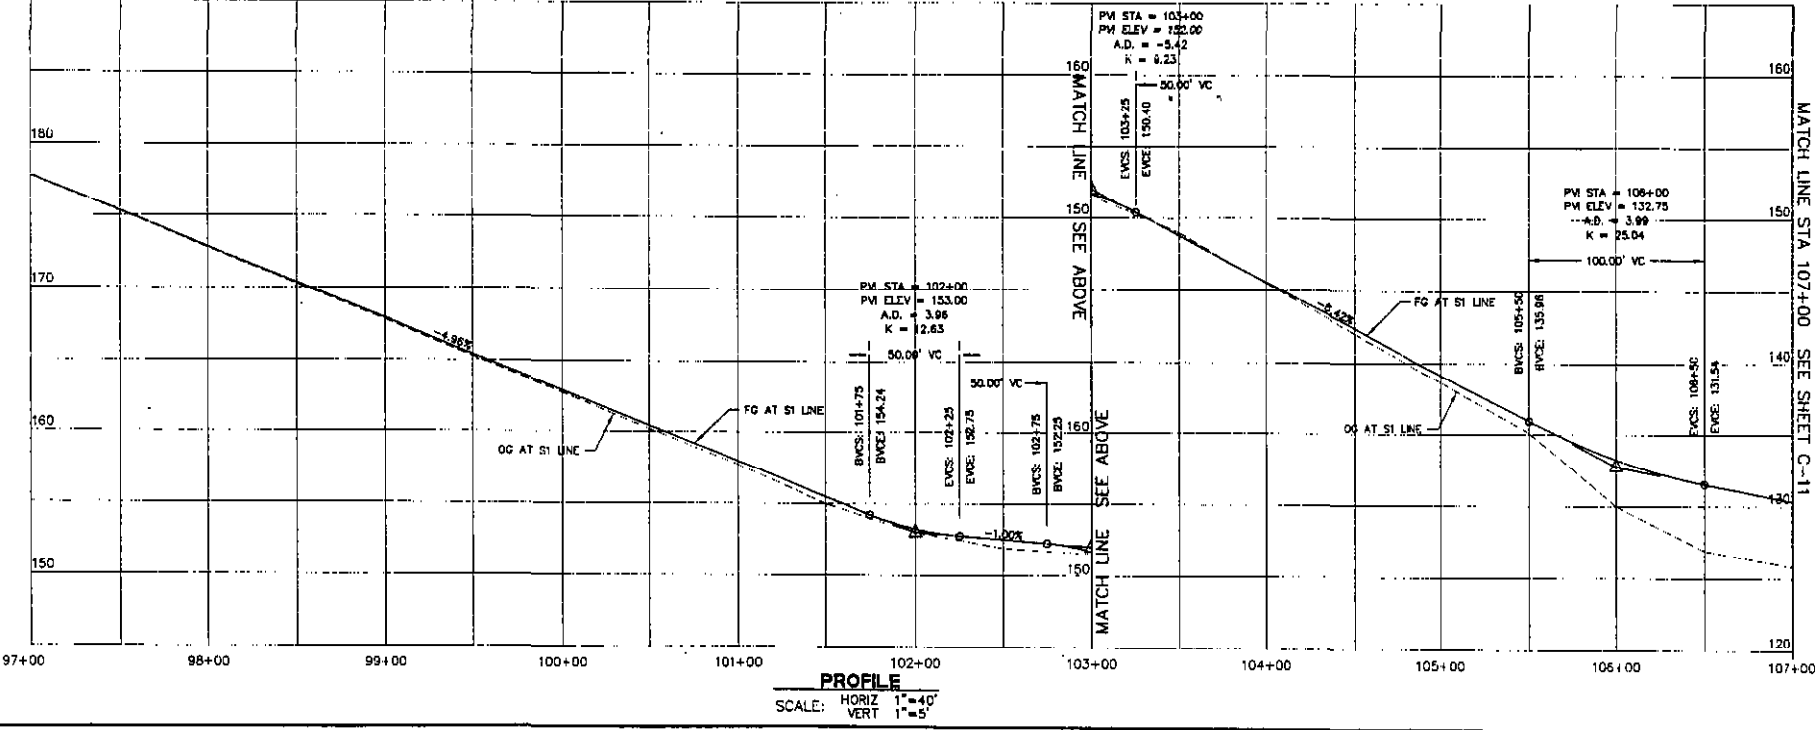 PVI STA = 103+00
PVI ELEV = 152.00
A.D. = -5.42
K = 9.23
50.00' VC
EVCS: 103+25
EVCE: 150.40
160
150
MATCH LINE SEE ABOVE
180
170
160
150
-4.96%
FG AT S1 LINE
OG AT S1 LINE
PVI STA = 102+00
PVI ELEV = 153.00
A.D. = 3.96
K = 12.63
50.00' VC
BVCS: 101+75
BVCE: 154.24
EVCS: 102+25
EVCE: 152.75
50.00' VC
BVCS: 102+75
BVCE: 152.25
-1.00%
160
150
MATCH LINE SEE ABOVE
-6.42%
FG AT S1 LINE
OG AT S1 LINE
PVI STA = 106+00
PVI ELEV = 132.75
A.D. = 3.99
K = 25.04
100.00' VC
BVCS: 105+50
BVCE: 135.96
EVCS: 106+50
EVCE: 131.54
160
150
140
130
120
MATCH LINE STA 107+00 SEE SHEET C-11
97+00
98+00
99+00
100+00
101+00
102+00
103+00
104+00
105+00
106+00
107+00
PROFILE
SCALE: HORIZ 1"=40'
VERT 1"=5'